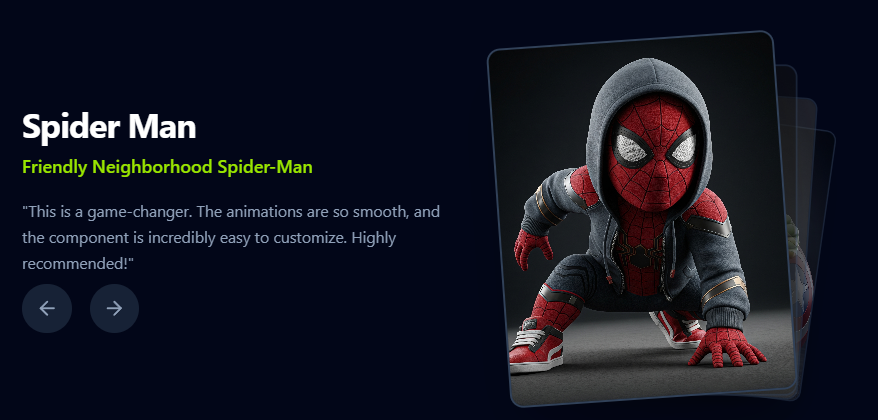 Spider Man
Friendly Neighborhood Spider-Man
"This is a game-changer. The animations are so smooth, and
the component is incredibly easy to customize. Highly
recommended!"